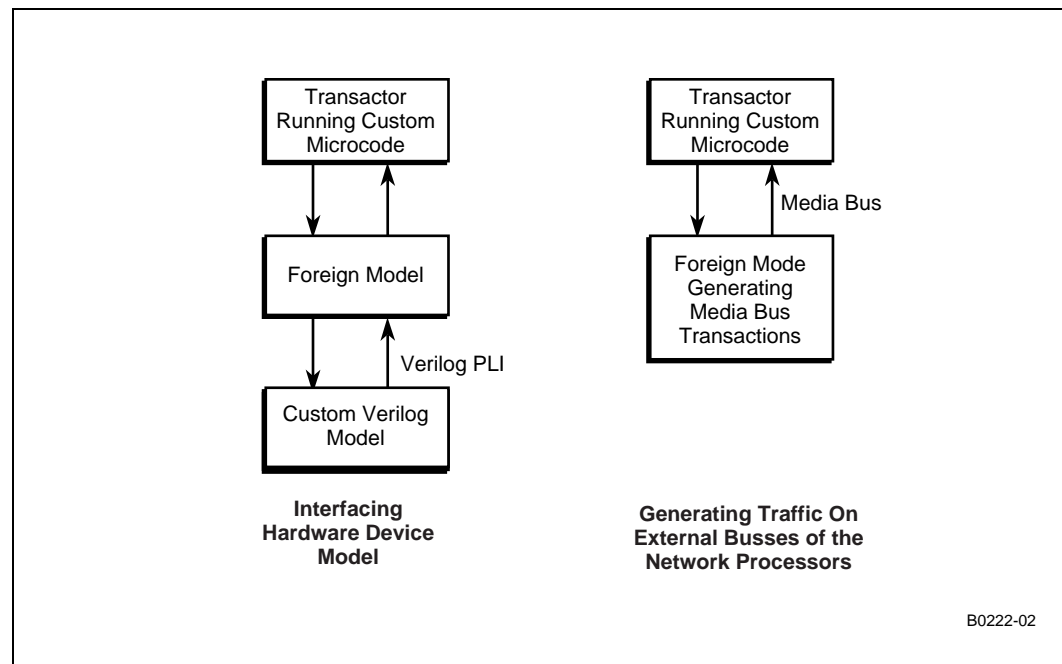 Transactor
Running Custom
Microcode
Foreign Model
Verilog PLI
Custom Verilog
Model
Interfacing
Hardware Device
Model
Transactor
Running Custom
Microcode
Media Bus
Foreign Mode
Generating
Media Bus
Transactions
Generating Traffic On
External Busses of the
Network Processors
B0222-02